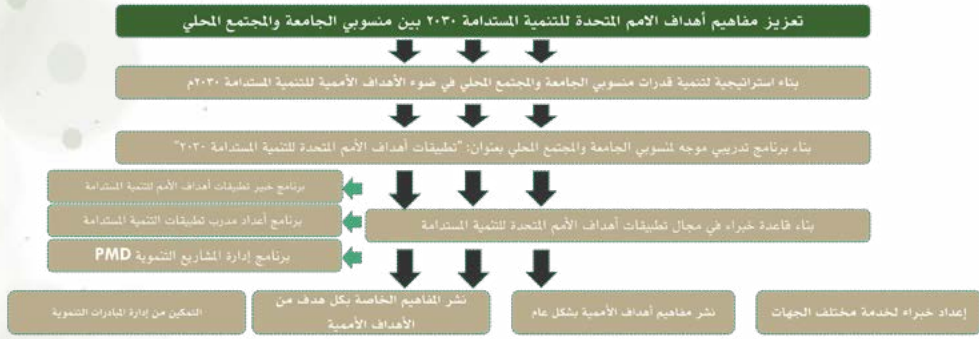 تعزيز مفاهيم أهداف الامم المتحدة للتنمية المستدامة ٢٠٣٠ بين منسوبي الجامعة والمجتمع المحلي
بناء استراتيجية لتنمية قدرات منسوبي الجامعة والمجتمع المحلي في ضوء الأهداف الأممية للتنمية المستدامة ٢٠٣٠م
بناء برنامج تدريبي موجه لمنسوبي الجامعة والمجتمع المحلي بعنوان: "تطبيقات أهداف الأمم المتحدة للتنمية المستدامة ٢٠٣٠"
بناء قاعدة خبراء في مجال تطبيقات أهداف الأمم المتحدة للتنمية المستدامة
برنامج خبير تطبيقات أهداف الأمم للتنمية المستدامة
برنامج أعداد مدرب تطبيقات التنمية المستدامة
برنامج إدارة المشاريع التنموية PMD
إعداد خبراء لخدمة مختلف الجهات
نشر مفاهيم أهداف الأممية بشكل عام
نشر المفاهيم الخاصة بكل هدف من
الأهداف الأممية
التمكين من إدارة المبادرات التنموية